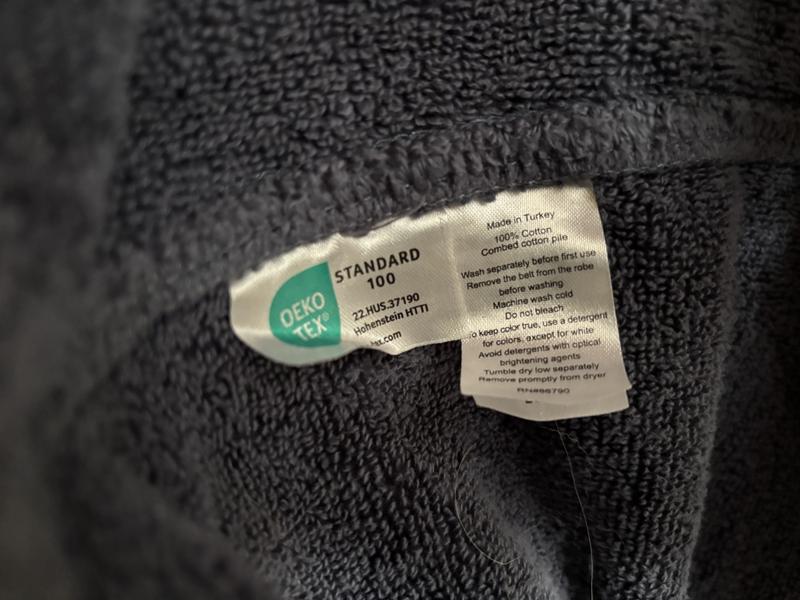 OEKO
TEX®
STANDARD
100
22.HUS.37190
Hohenstein HTTI
Made in Turkey
100% Cotton
Combed cotton pile
Wash separately before first use
Remove the belt from the robe
before washing
Machine wash cold
Do not bleach
o keep color true, use a detergent
for colors, except for white
Avoid detergents with optical
brightening agents
Tumble dry low separately
Remove promptly from dryer